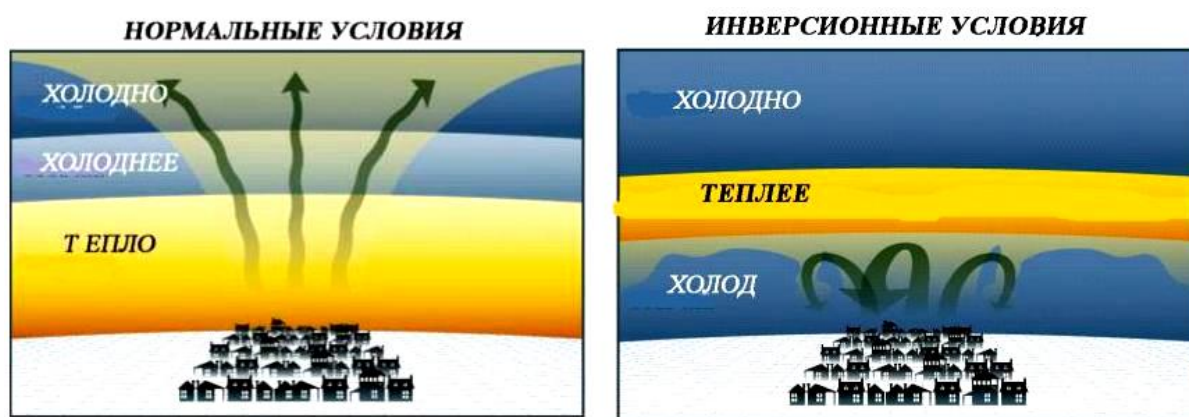 НОРМАЛЬНЫЕ УСЛОВИЯ
ХОЛОДНО
ХОЛОДНЕЕ
Т ЕПЛО
ИНВЕРСИОННЫЕ УСЛОВИЯ
ХОЛОДНО
ТЕПЛЕЕ
ХОЛОД